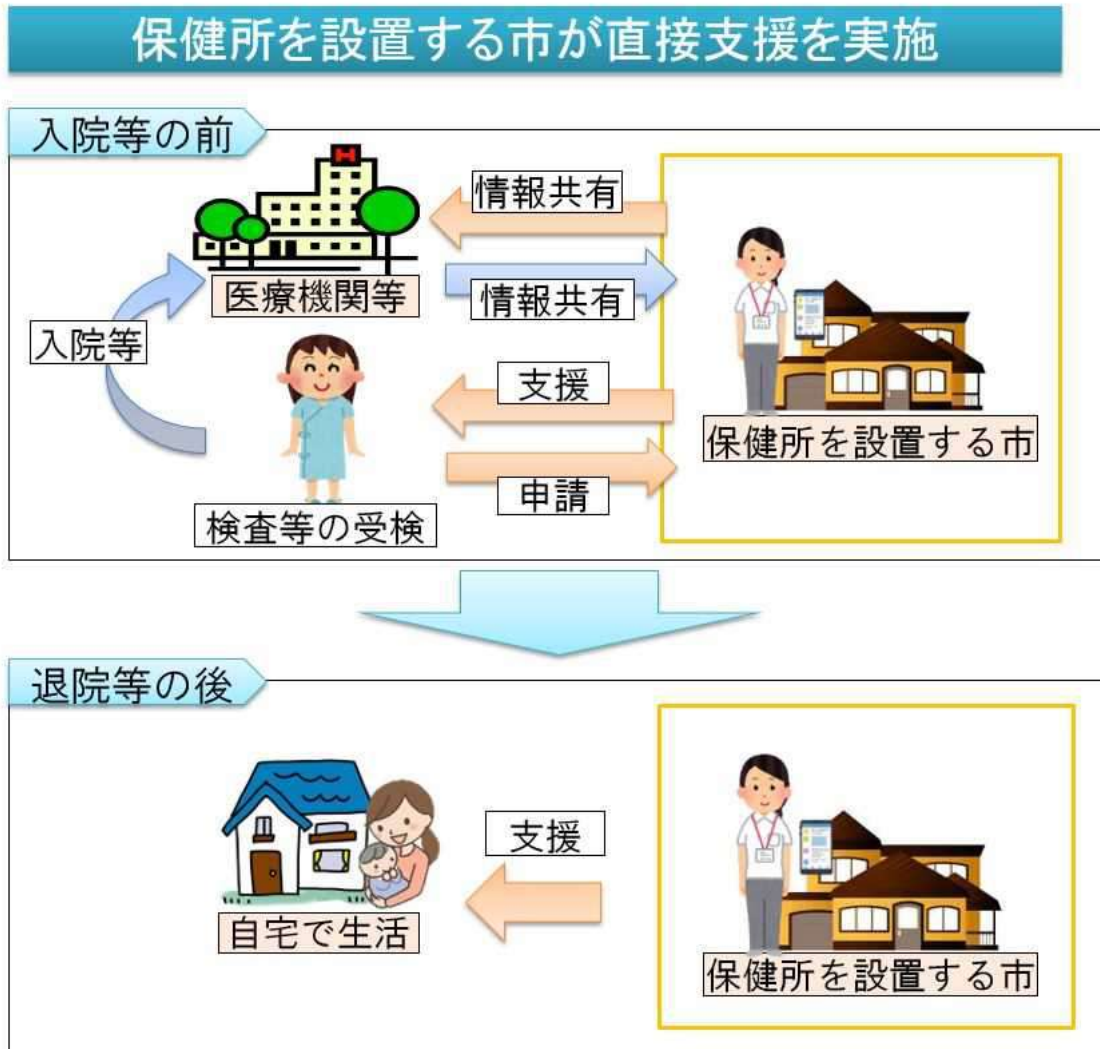 保健所を設置する市が直接支援を実施
入院等の前
H
情報共有
医療機関等
情報共有
入院等
支援
保健所を設置する市
申請
検査等の受検
退院等の後
支援
自宅で生活
保健所を設置する市